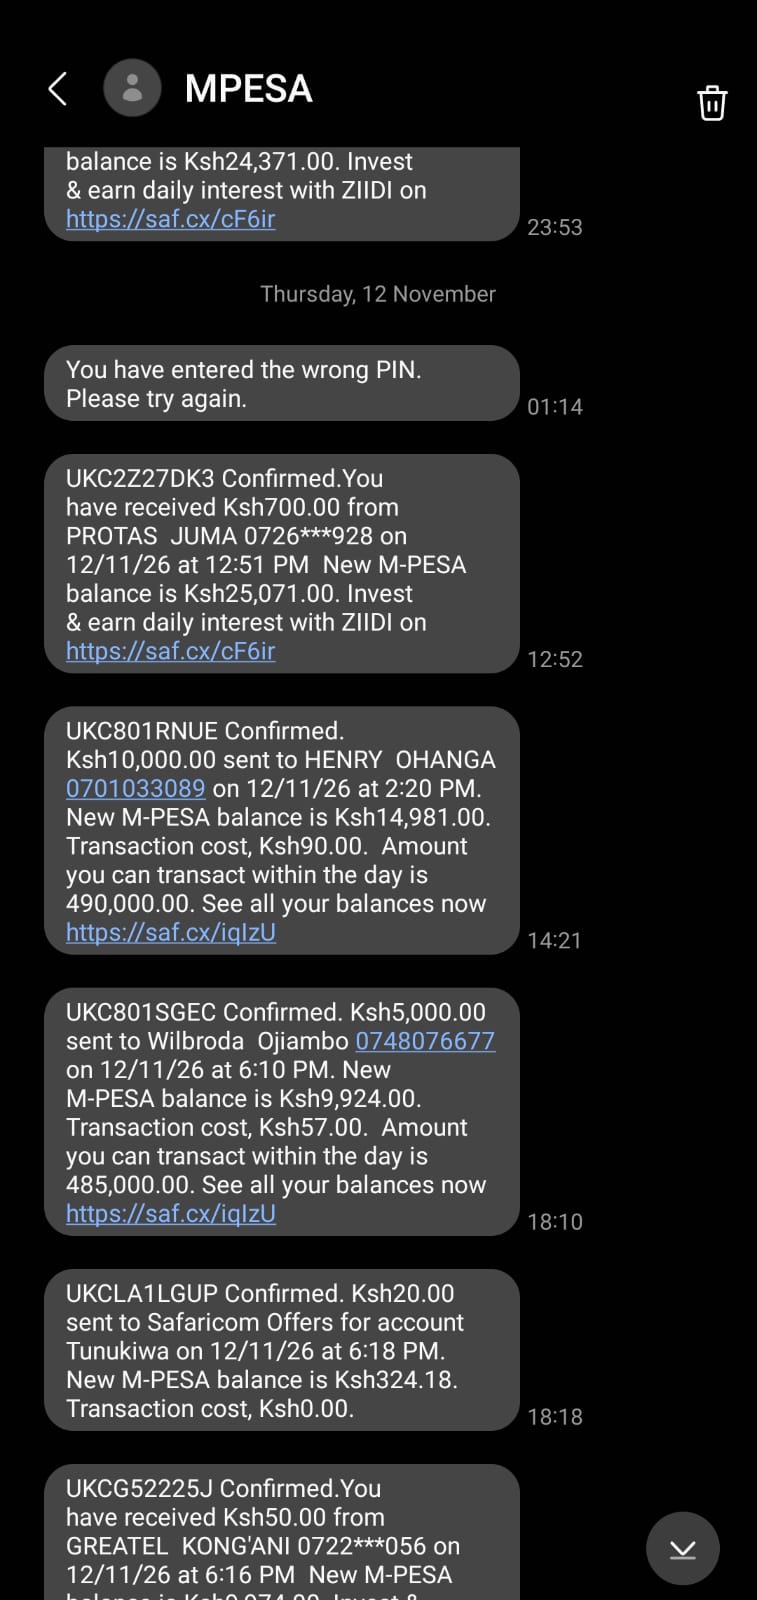 MPESA
balance is Ksh24,371.00. Invest
& earn daily interest with ZIIDI on
https://saf.cx/cF6ir
23:53
Thursday, 12 November
You have entered the wrong PIN.
Please try again.
01:14
UKC2Z27DK3 Confirmed.You
have received Ksh700.00 from
PROTAS  JUMA 0726***928 on
12/11/26 at 12:51 PM  New M-PESA
balance is Ksh25,071.00. Invest
& earn daily interest with ZIIDI on
https://saf.cx/cF6ir
12:52
UKC801RNUE Confirmed.
Ksh10,000.00 sent to HENRY  OHANGA
0701033089 on 12/11/26 at 2:20 PM.
New M-PESA balance is Ksh14,981.00.
Transaction cost, Ksh90.00.  Amount
you can transact within the day is
490,000.00. See all your balances now
https://saf.cx/iqIzU
14:21
UKC801SGEC Confirmed. Ksh5,000.00
sent to Wilbroda  Ojiambo 0748076677
on 12/11/26 at 6:10 PM. New
M-PESA balance is Ksh9,924.00.
Transaction cost, Ksh57.00.  Amount
you can transact within the day is
485,000.00. See all your balances now
https://saf.cx/iqIzU
18:10
UKCLA1LGUP Confirmed. Ksh20.00
sent to Safaricom Offers for account
Tunukiwa on 12/11/26 at 6:18 PM.
New M-PESA balance is Ksh324.18.
Transaction cost, Ksh0.00.
18:18
UKCG52225J Confirmed.You
have received Ksh50.00 from
GREATEL  KONG'ANI 0722***056 on
12/11/26 at 6:16 PM  New M-PESA